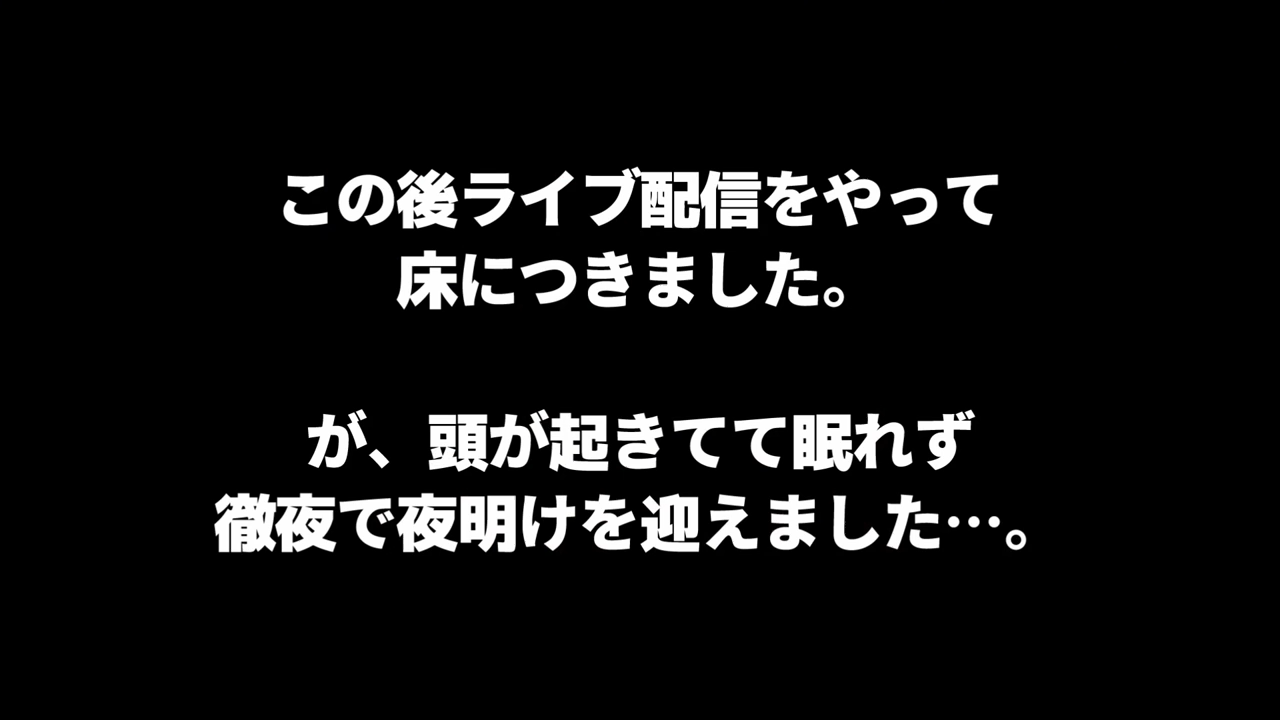 この後ライブ配信をやって
床につきました。
が、頭が起きてて眠れず
徹夜で夜明けを迎えました…。